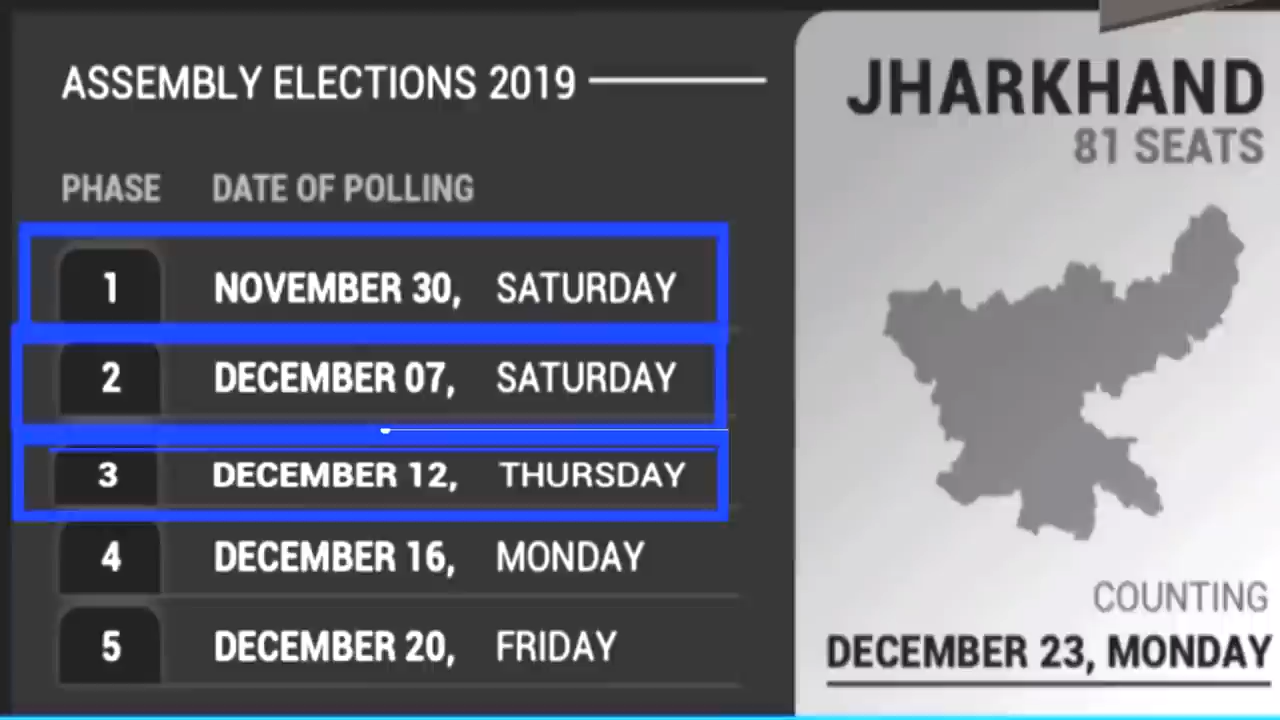 ASSEMBLY ELECTIONS 2019
PHASE DATE OF POLLING
1 NOVEMBER 30, SATURDAY
2 DECEMBER 07, SATURDAY
3 DECEMBER 12, THURSDAY
4 DECEMBER 16, MONDAY
5 DECEMBER 20, FRIDAY
JHARKHAND
81 SEATS
COUNTING
DECEMBER 23, MONDAY